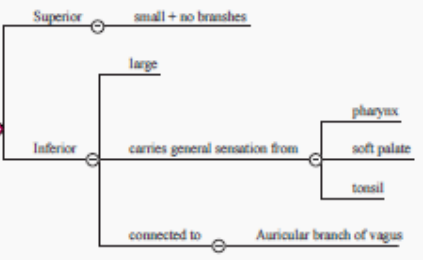 Superior
small + no branshes
large
Inferior
carries general sensation from
pharynx
soft palate
tonsil
connected to
Auricular branch of vagus